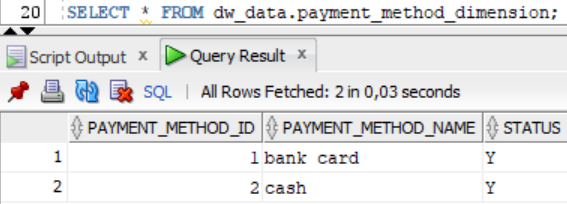 20 SELECT * FROM dw_data.payment_method_dimension;
Script Output x Query Result x
SQL | All Rows Fetched: 2 in 0,03 seconds
PAYMENT_METHOD_ID PAYMENT_METHOD_NAME STATUS
1 1 bank card Y
2 2 cash Y